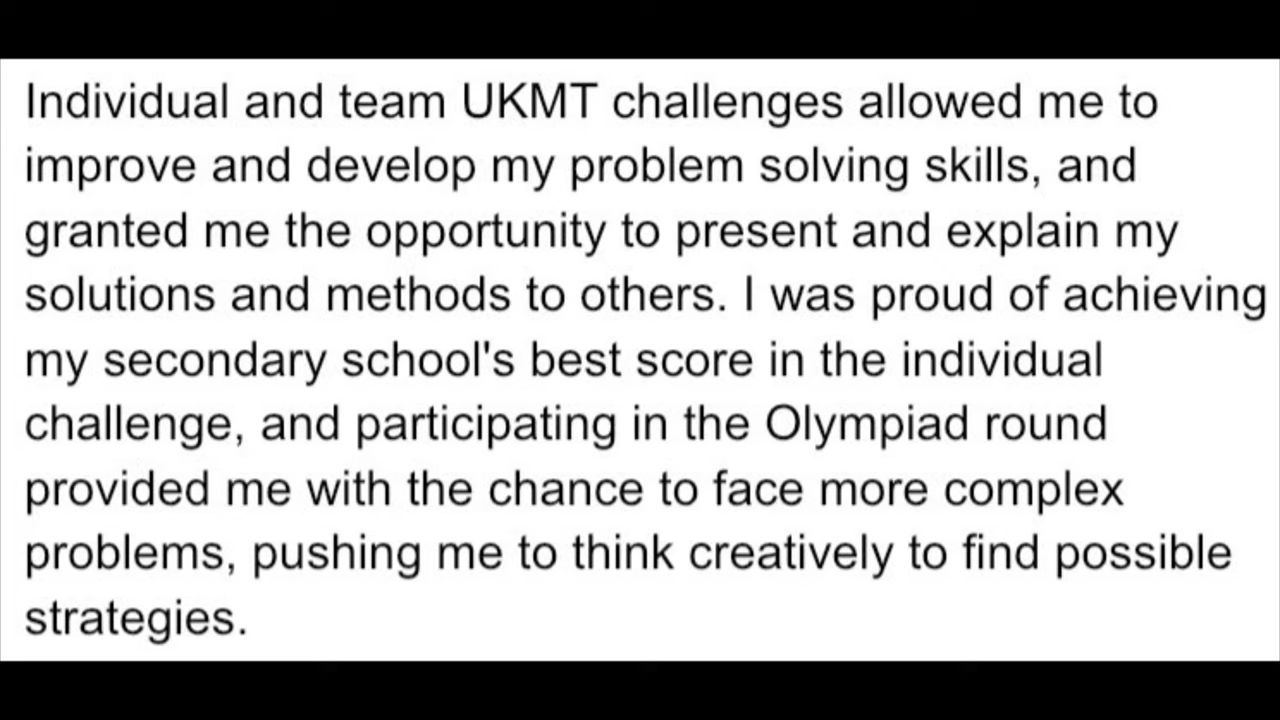 Individual and team UKMT challenges allowed me to
improve and develop my problem solving skills, and
granted me the opportunity to present and explain my
solutions and methods to others. I was proud of achieving
my secondary school's best score in the individual
challenge, and participating in the Olympiad round
provided me with the chance to face more complex
problems, pushing me to think creatively to find possible
strategies.